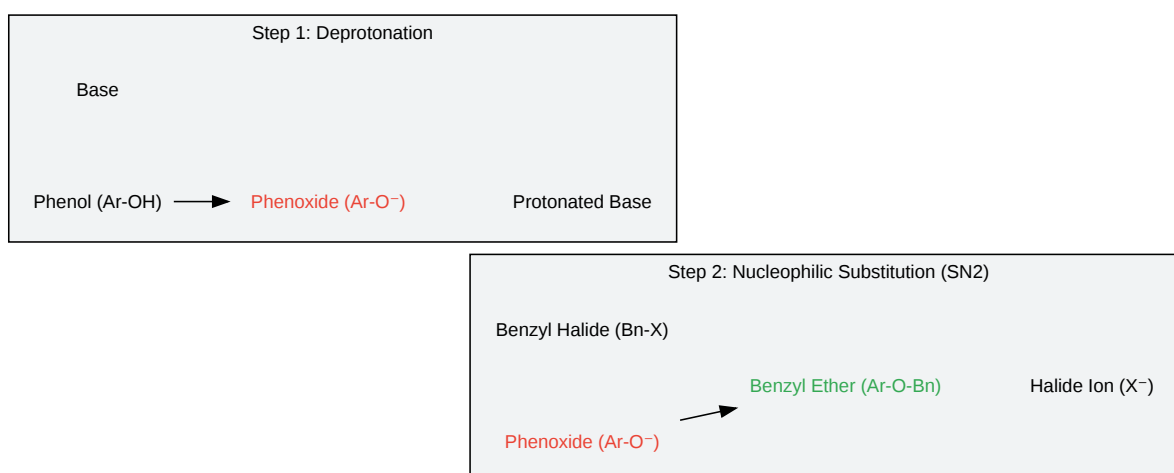 Step 1: Deprotonation
Base
Phenol (Ar-OH)
Phenoxide (Ar-O⁻)
Protonated Base
Step 2: Nucleophilic Substitution (SN2)
Benzyl Halide (Bn-X)
Benzyl Ether (Ar-O-Bn)
Halide Ion (X⁻)
Phenoxide (Ar-O⁻)